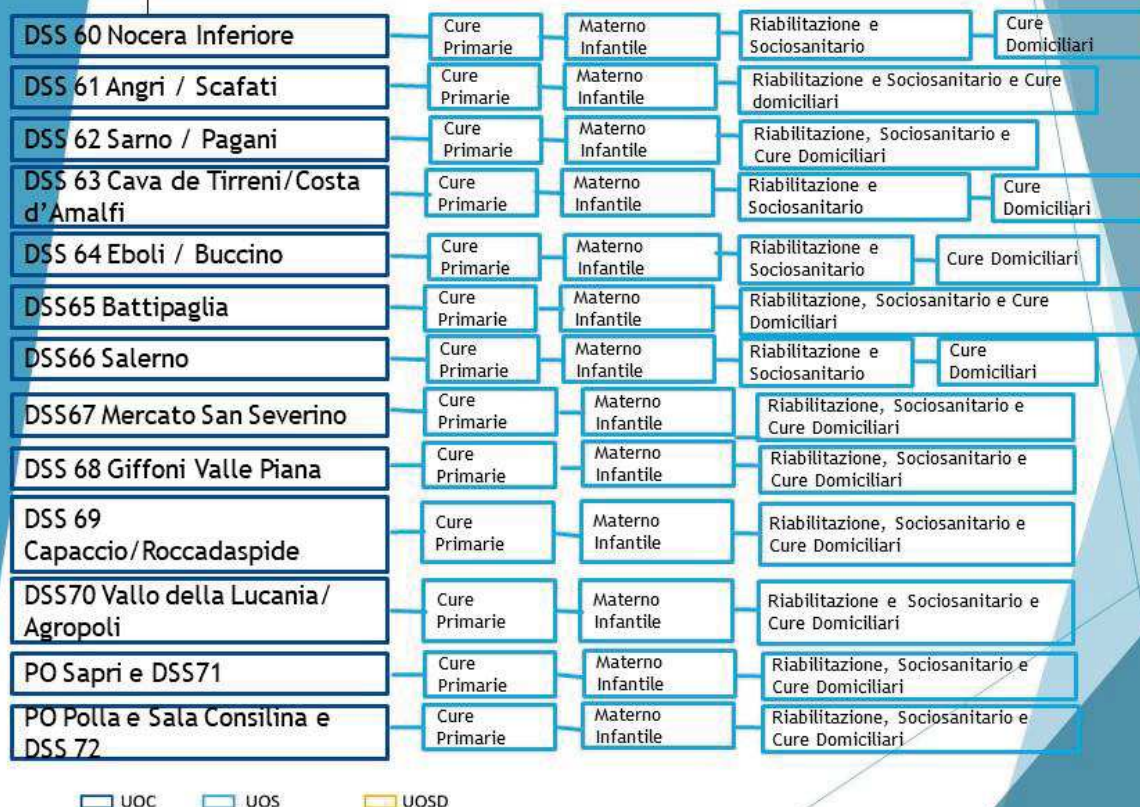 DSS 60 Nocera Inferiore
Cure
Primarie
Materno
Infantile
Riabilitazione e
Sociosanitario
Cure
Domiciliari
DSS 61 Angri / Scafati
Cure
Primarie
Materno
Infantile
Riabilitazione e Sociosanitario e Cure
domiciliari
DSS 62 Sarno / Pagani
Cure
Primarie
Materno
Infantile
Riabilitazione, Sociosanitario e
Cure Domiciliari
DSS 63 Cava de Tirreni/Costa
d'Amalfi
Cure
Primarie
Materno
Infantile
Riabilitazione e
Sociosanitario
Cure
Domiciliari
DSS 64 Eboli / Buccino
Cure
Primarie
Materno
Infantile
Riabilitazione e
Sociosanitario
Cure Domiciliari
DSS65 Battipaglia
Cure
Primarie
Materno
Infantile
Riabilitazione, Sociosanitario e Cure
Domiciliari
DSS66 Salerno
Cure
Primarie
Materno
Infantile
Riabilitazione e
Sociosanitario
Cure
Domiciliari
DSS67 Mercato San Severino
Cure
Primarie
Materno
Infantile
Riabilitazione, Sociosanitario e
Cure Domiciliari
DSS 68 Giffoni Valle Piana
Cure
Primarie
Materno
Infantile
Riabilitazione, Sociosanitario e
Cure Domiciliari
DSS 69
Capaccio/Roccadaspide
Cure
Primarie
Materno
Infantile
Riabilitazione, Sociosanitario e
Cure Domiciliari
DSS70 Vallo della Lucania/
Agropoli
Cure
Primarie
Materno
Infantile
Riabilitazione e Sociosanitario e
Cure Domiciliari
PO Sapri e DSS71
Cure
Primarie
Materno
Infantile
Riabilitazione, Sociosanitario e
Cure Domiciliari
PO Polla e Sala Consilina e
DSS 72
Cure
Primarie
Materno
Infantile
Riabilitazione, Sociosanitario e
Cure Domiciliari
UOC
UOS
UOSD